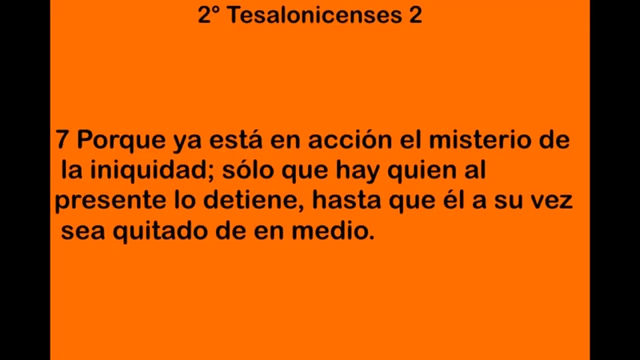 2° Tesalonicenses 2
7 Porque ya está en acción el misterio de
la iniquidad; sólo que hay quien al
presente lo detiene, hasta que él a su vez
sea quitado de en medio.